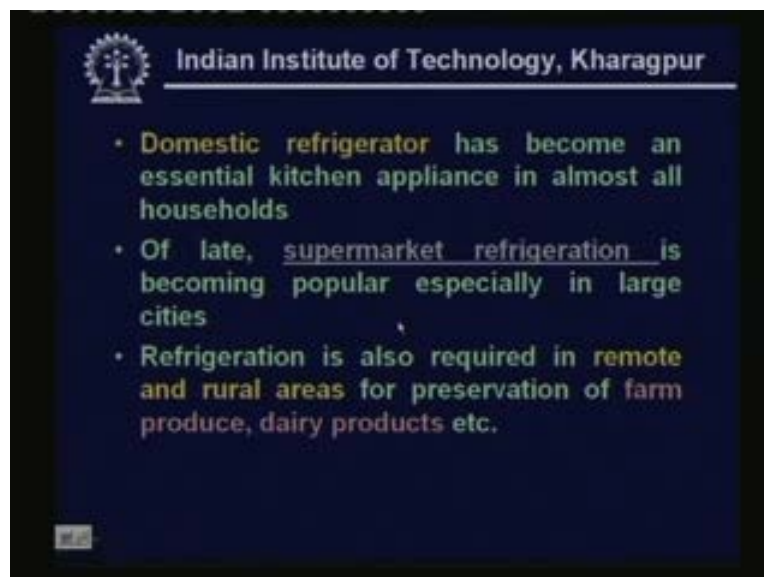 Indian Institute of Technology, Kharagpur
• Domestic refrigerator has become an
essential kitchen appliance in almost all
households
• Of late, supermarket refrigeration is
becoming popular especially in large
cities
• Refrigeration is also required in remote
and rural areas for preservation of farm
produce, dairy products etc.